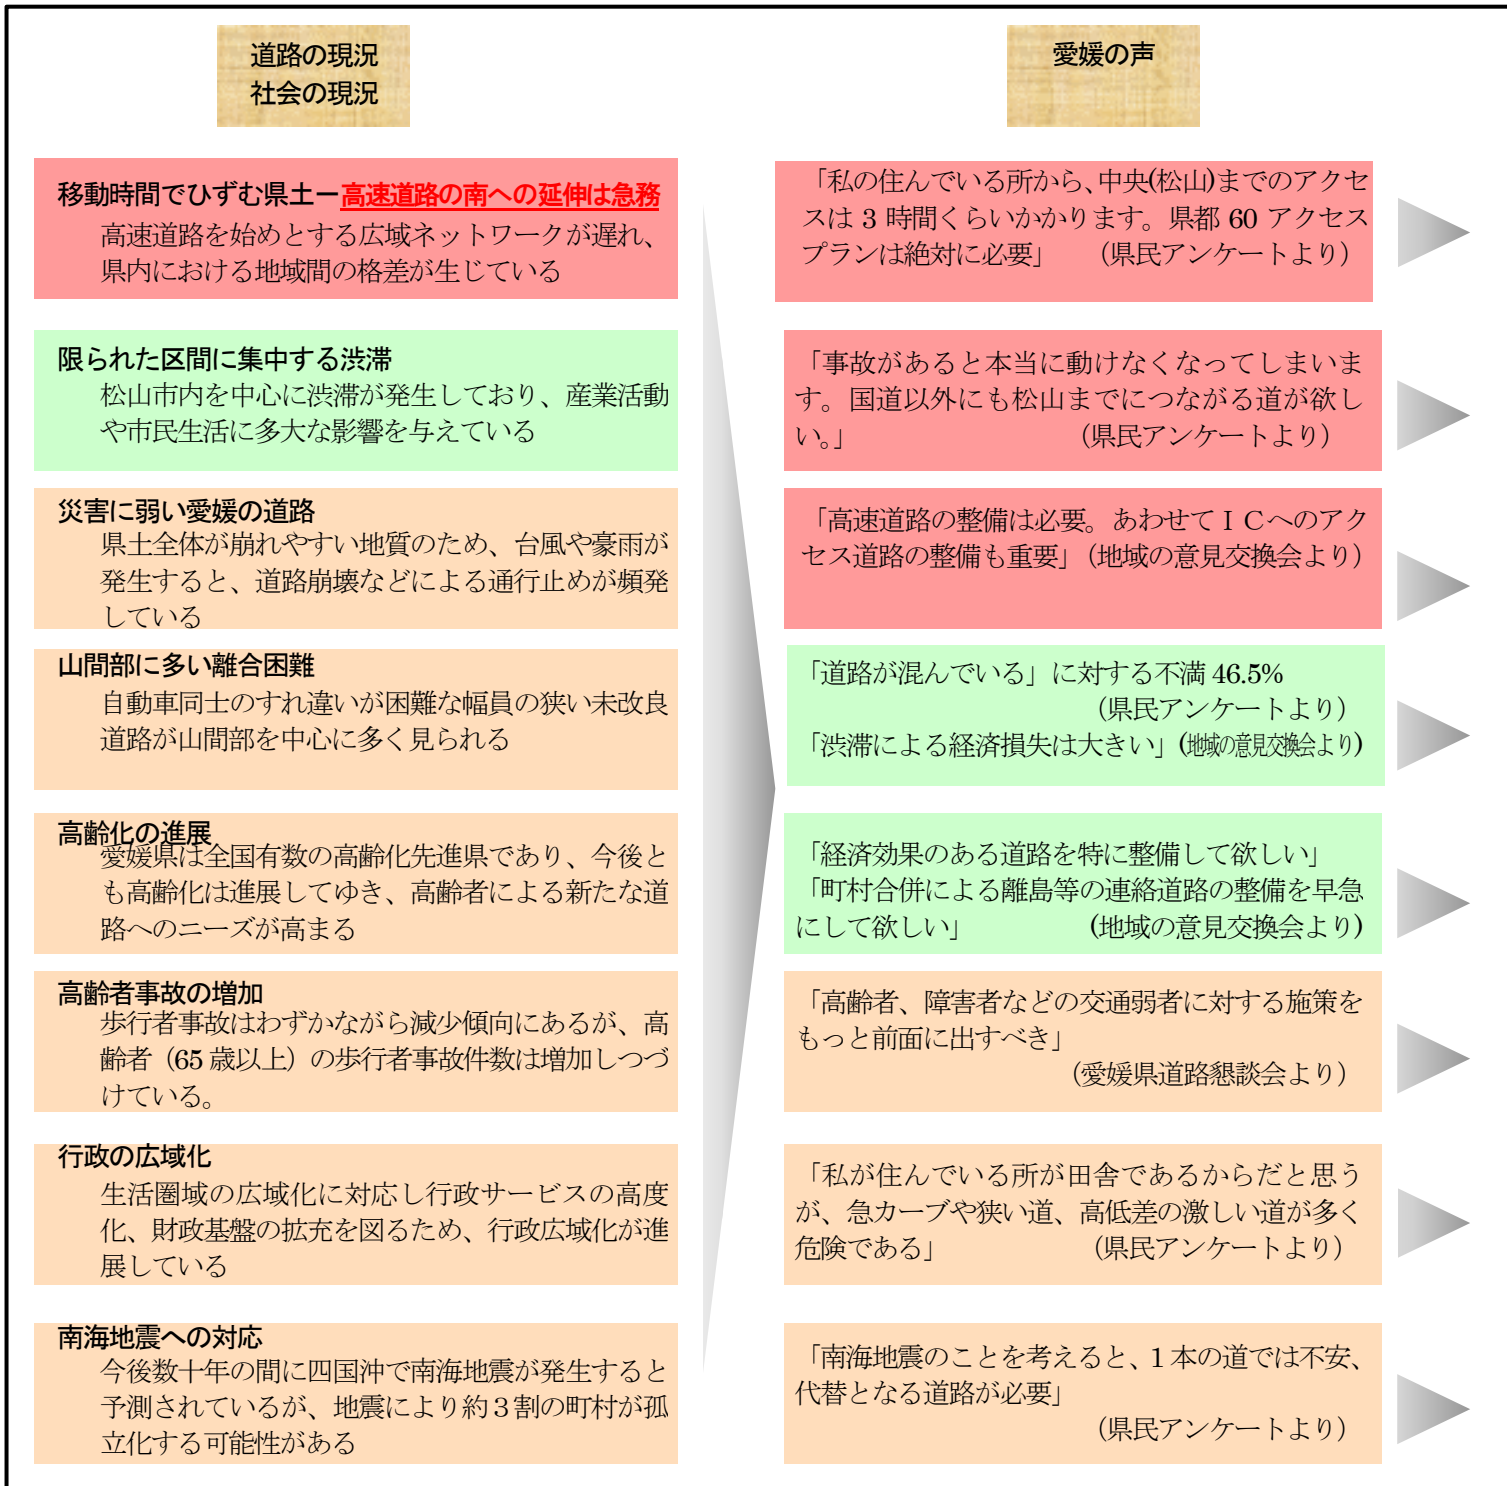 道路の現況
社会の現況
移動時間でひずむ県土ー高速道路の南への延伸は急務
高速道路を始めとする広域ネットワークが遅れ、
県内における地域間の格差が生じている
限られた区間に集中する渋滞
松山市内を中心に渋滞が発生しており、産業活動
や市民生活に多大な影響を与えている
災害に弱い愛媛の道路
県土全体が崩れやすい地質のため、台風や豪雨が
発生すると、道路崩壊などによる通行止めが頻発
している
山間部に多い離合困難
自動車同士のすれ違いが困難な幅員の狭い未改良
道路が山間部を中心に多く見られる
高齢化の進展
愛媛県は全国有数の高齢化先進県であり、今後と
も高齢化は進展してゆき、高齢者による新たな道
路へのニーズが高まる
高齢者事故の増加
歩行者事故はわずかながら減少傾向にあるが、高
齢者（65 歳以上）の歩行者事故件数は増加しつづ
けている。
行政の広域化
生活圏域の広域化に対応し行政サービスの高度
化、財政基盤の拡充を図るため、行政広域化が進
展している
南海地震への対応
今後数十年の間に四国沖で南海地震が発生すると
予測されているが、地震により約３割の町村が孤
立化する可能性がある
愛媛の声
「私の住んでいる所から、中央(松山)までのアクセ
スは 3 時間くらいかかります。県都 60 アクセス
プランは絶対に必要」 （県民アンケートより）
「事故があると本当に動けなくなってしまいま
す。国道以外にも松山までにつながる道が欲し
い。」 （県民アンケートより）
「高速道路の整備は必要。あわせてＩＣへのアク
セス道路の整備も重要」（地域の意見交換会より）
「道路が混んでいる」に対する不満 46.5%
（県民アンケートより）
「渋滞による経済損失は大きい」(地域の意見交換会より)
「経済効果のある道路を特に整備して欲しい」
「町村合併による離島等の連絡道路の整備を早急
にして欲しい」 (地域の意見交換会より)
「高齢者、障害者などの交通弱者に対する施策を
もっと前面に出すべき」
（愛媛県道路懇談会より）
「私が住んでいる所が田舎であるからだと思う
が、急カーブや狭い道、高低差の激しい道が多く
危険である」 （県民アンケートより）
「南海地震のことを考えると、１本の道では不安、
代替となる道路が必要」
（県民アンケートより）